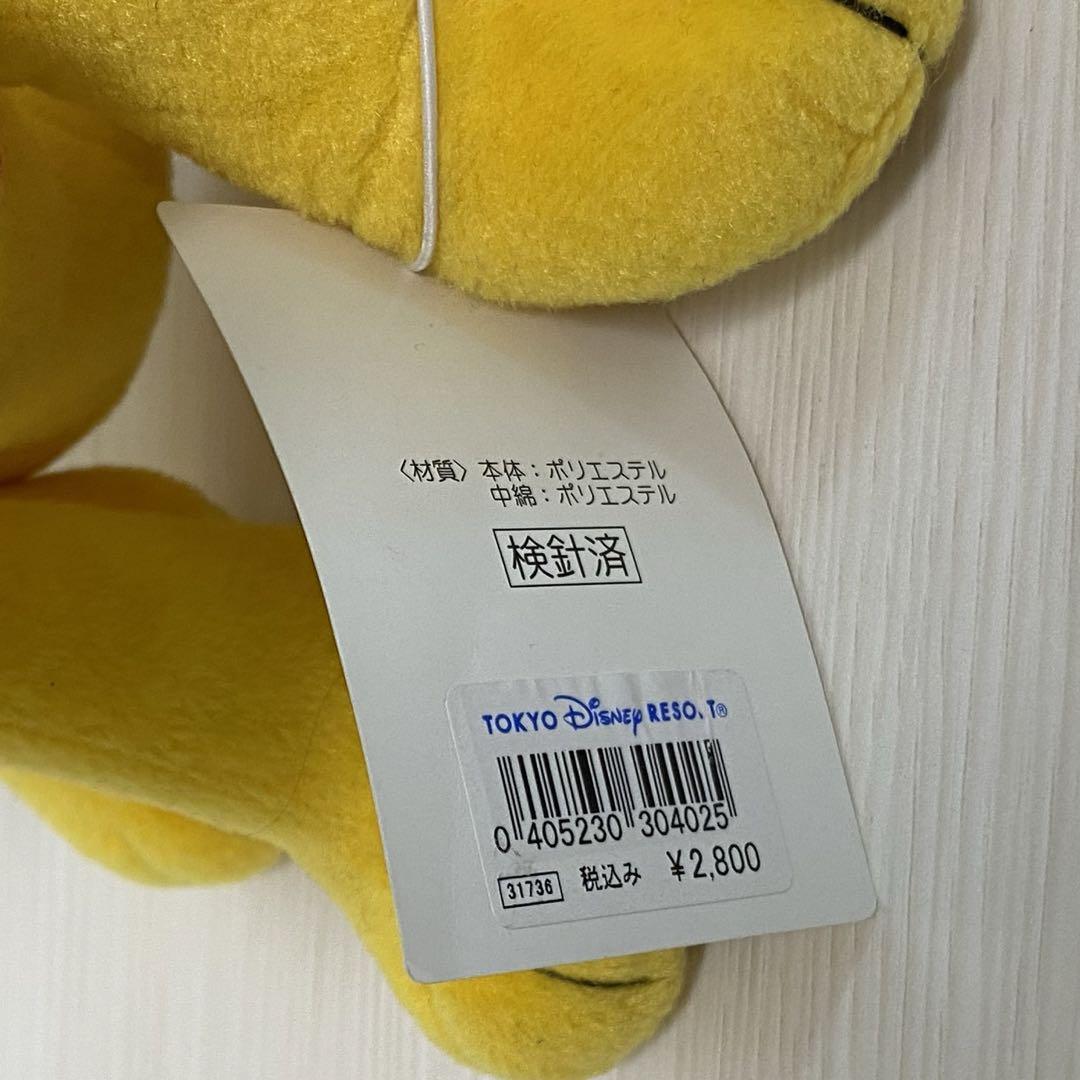 〈材質〉本体：ポリエステル
中綿：ポリエステル
検針済
TOKYO Disney RESO.T®
0 405230 304025
31736 税込み ¥2,800